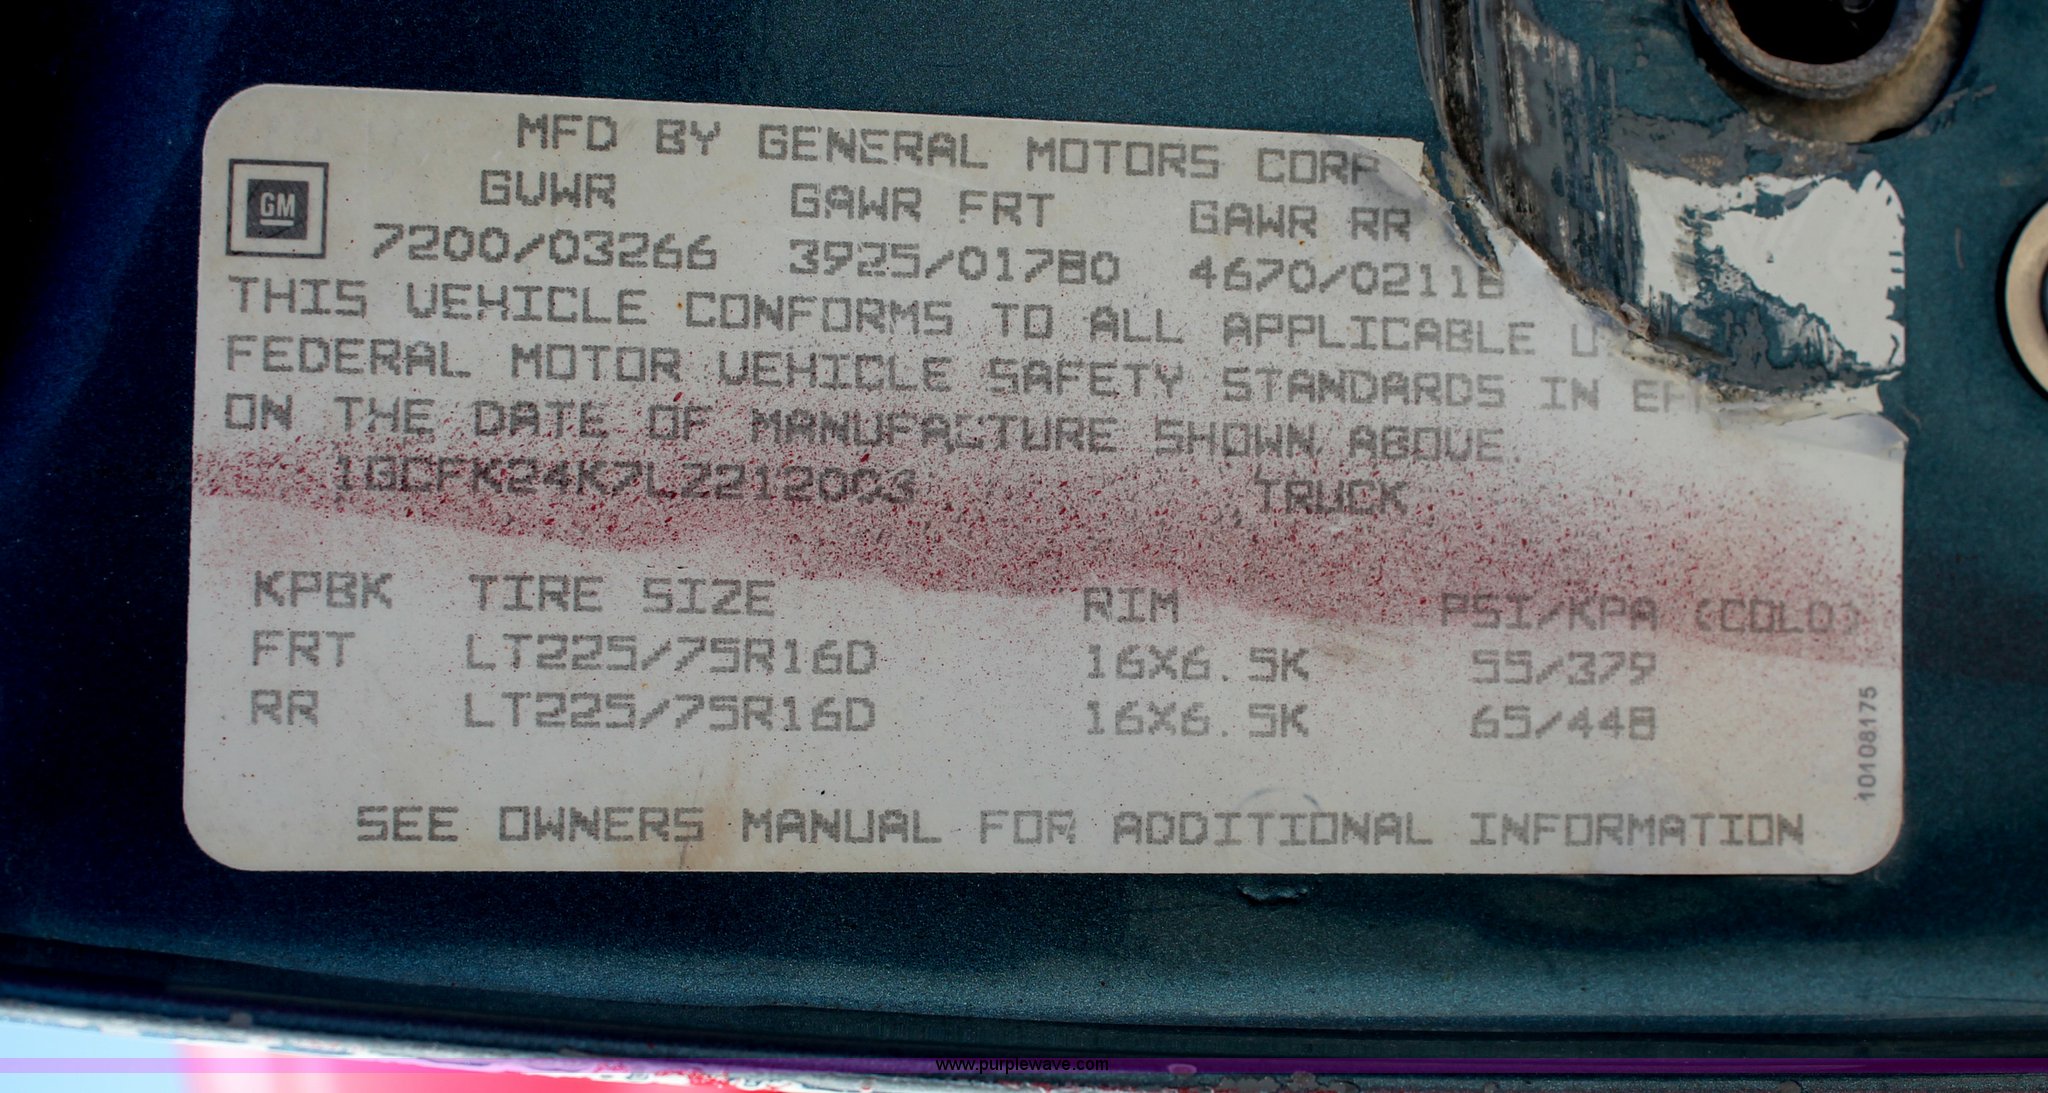 MFD BY GENERAL MOTORS CORP
GM
GVWR GAWR FRT GAWR RR
7200/03266 3925/01780 4670/02118
THIS VEHICLE CONFORMS TO ALL APPLICABLE U.
FEDERAL MOTOR VEHICLE SAFETY STANDARDS IN EFF
ON THE DATE OF MANUFACTURE SHOWN ABOVE.
1GCFK24K7LZ212003 TRUCK
KPBK TIRE SIZE RIM PSI/KPA (COLD)
FRT LT225/75R16D 16X6.5K 55/379
RR LT225/75R16D 16X6.5K 65/448
10108175
SEE OWNERS MANUAL FOR ADDITIONAL INFORMATION
www.purplewave.com